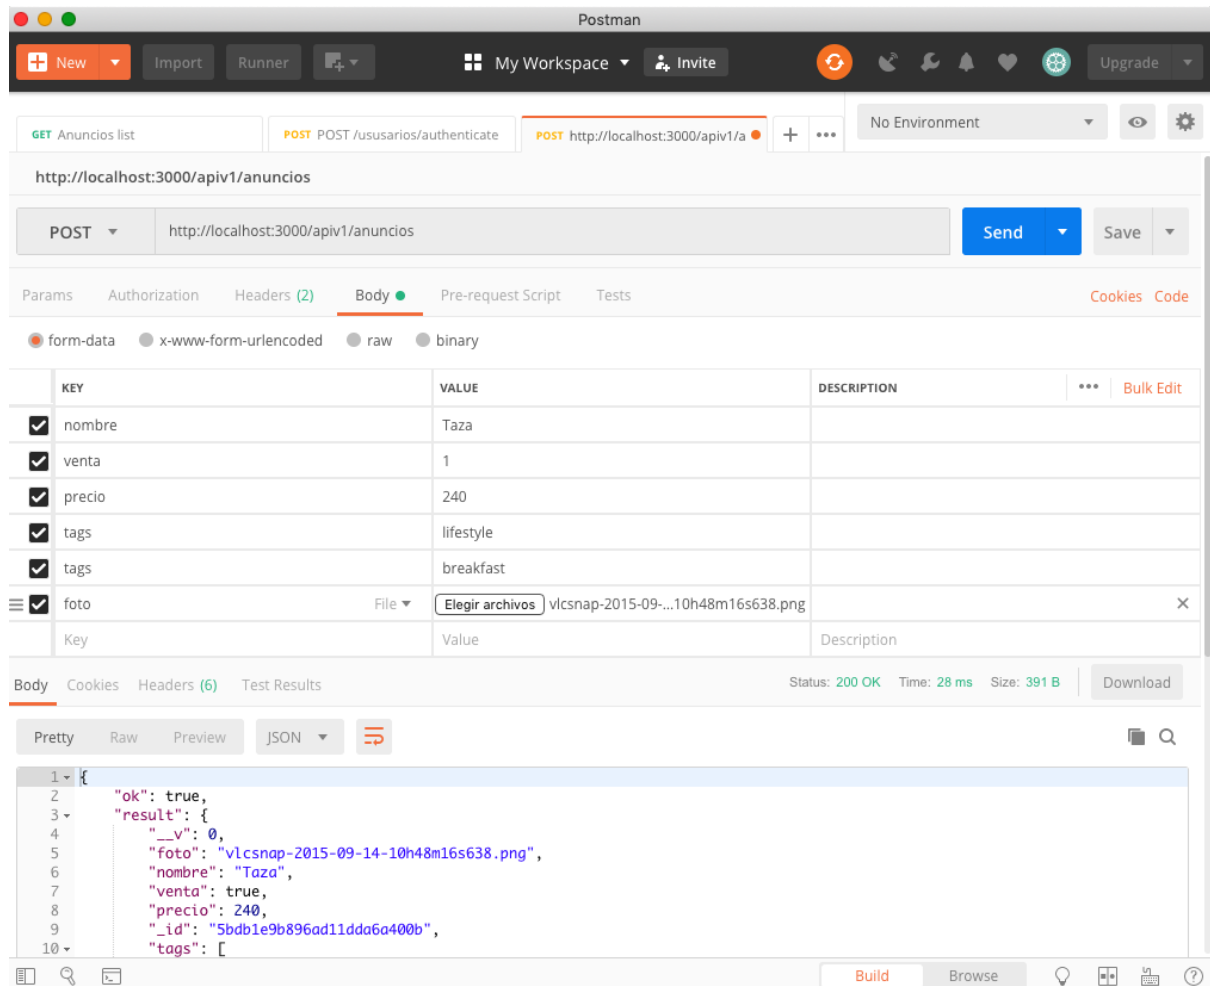 Postman
New Import Runner My Workspace Invite Upgrade
GET Anuncios list POST POST /ususarios/authenticate POST http://localhost:3000/apiv1/a + ••• No Environment
http://localhost:3000/apiv1/anuncios
POST http://localhost:3000/apiv1/anuncios Send Save
Params Authorization Headers (2) Body Pre-request Script Tests Cookies Code
form-data x-www-form-urlencoded raw binary
KEY VALUE DESCRIPTION ••• Bulk Edit
nombre Taza
venta 1
precio 240
tags lifestyle
tags breakfast
foto File Elegir archivos vlcsnap-2015-09-...10h48m16s638.png
Key Value Description
Body Cookies Headers (6) Test Results Status: 200 OK Time: 28 ms Size: 391 B Download
Pretty Raw Preview JSON
1 {
2 "ok": true,
3 "result": {
4 "__v": 0,
5 "foto": "vlcsnap-2015-09-14-10h48m16s638.png",
6 "nombre": "Taza",
7 "venta": true,
8 "precio": 240,
9 "_id": "5bdb1e9b896ad11dda6a400b",
10 "tags": [
Build Browse